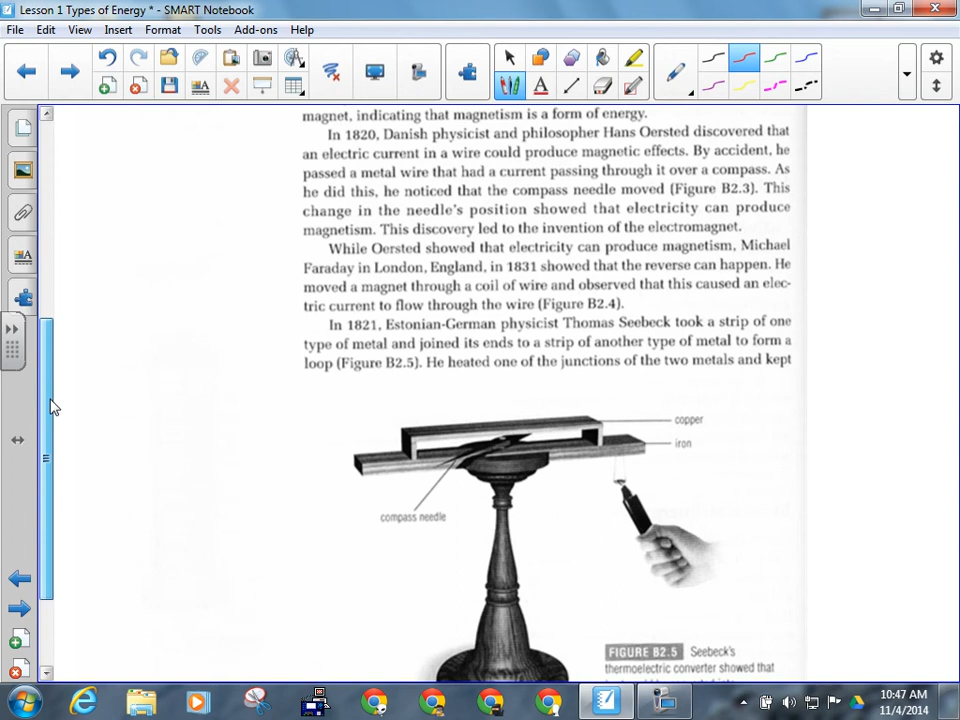 Lesson 1 Types of Energy * - SMART Notebook
File Edit View Insert Format Tools Add-ons Help
magnet, indicating that magnetism is a form of energy.
In 1820, Danish physicist and philosopher Hans Oersted discovered that
an electric current in a wire could produce magnetic effects. By accident, he
passed a metal wire that had a current passing through it over a compass. As
he did this, he noticed that the compass needle moved (Figure B2.3). This
change in the needle's position showed that electricity can produce
magnetism. This discovery led to the invention of the electromagnet.
While Oersted showed that electricity can produce magnetism, Michael
Faraday in London, England, in 1831 showed that the reverse can happen. He
moved a magnet through a coil of wire and observed that this caused an elec-
tric current to flow through the wire (Figure B2.4).
In 1821, Estonian-German physicist Thomas Seebeck took a strip of one
type of metal and joined its ends to a strip of another type of metal to form a
loop (Figure B2.5). He heated one of the junctions of the two metals and kept
copper
iron
compass needle
FIGURE B2.5 Seebeck's
thermoelectric converter showed that
10:47 AM
11/4/2014